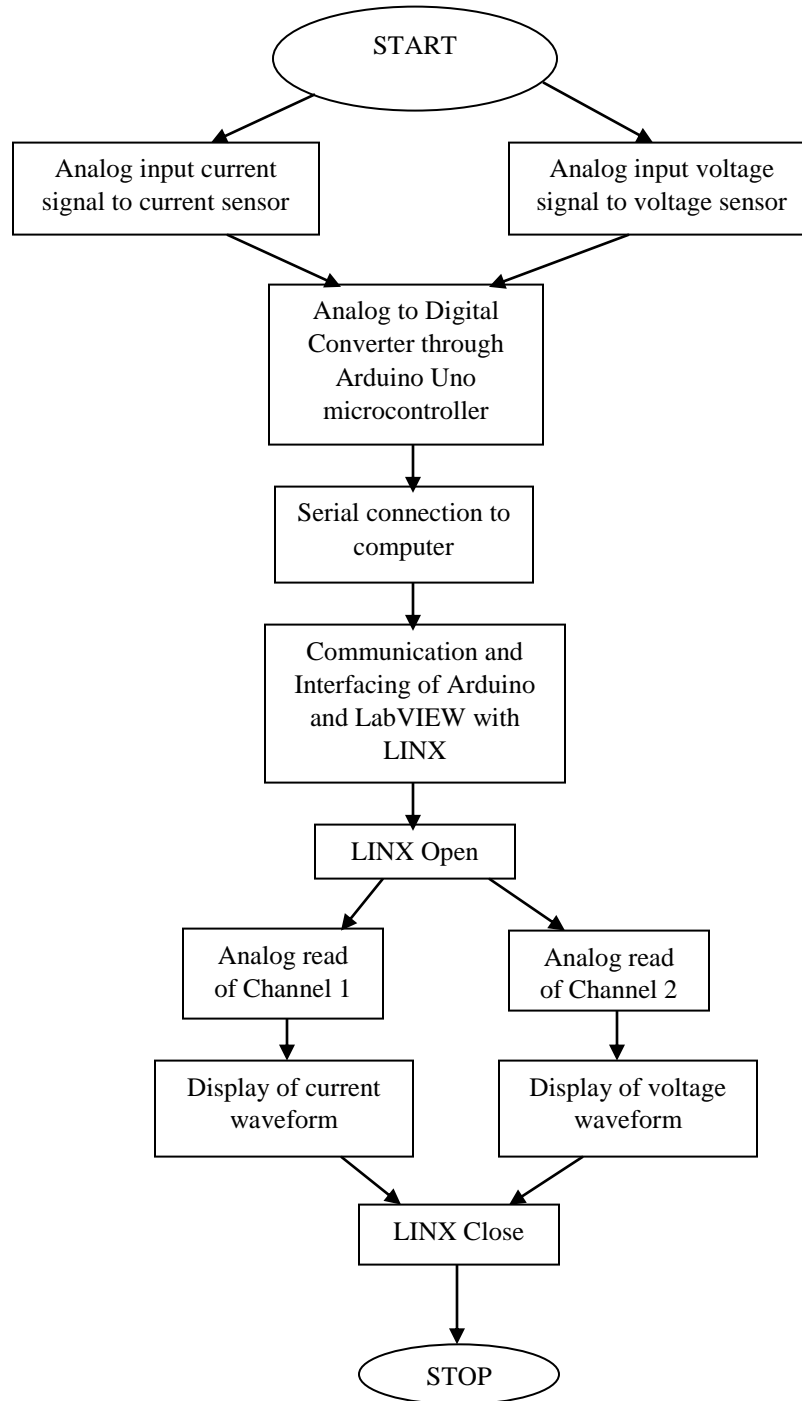 START
Analog input current
signal to current sensor
Analog input voltage
signal to voltage sensor
Analog to Digital
Converter through
Arduino Uno
microcontroller
Serial connection to
computer
Communication and
Interfacing of Arduino
and LabVIEW with
LINX
LINX Open
Analog read
of Channel 1
Analog read
of Channel 2
Display of current
waveform
Display of voltage
waveform
LINX Close
STOP